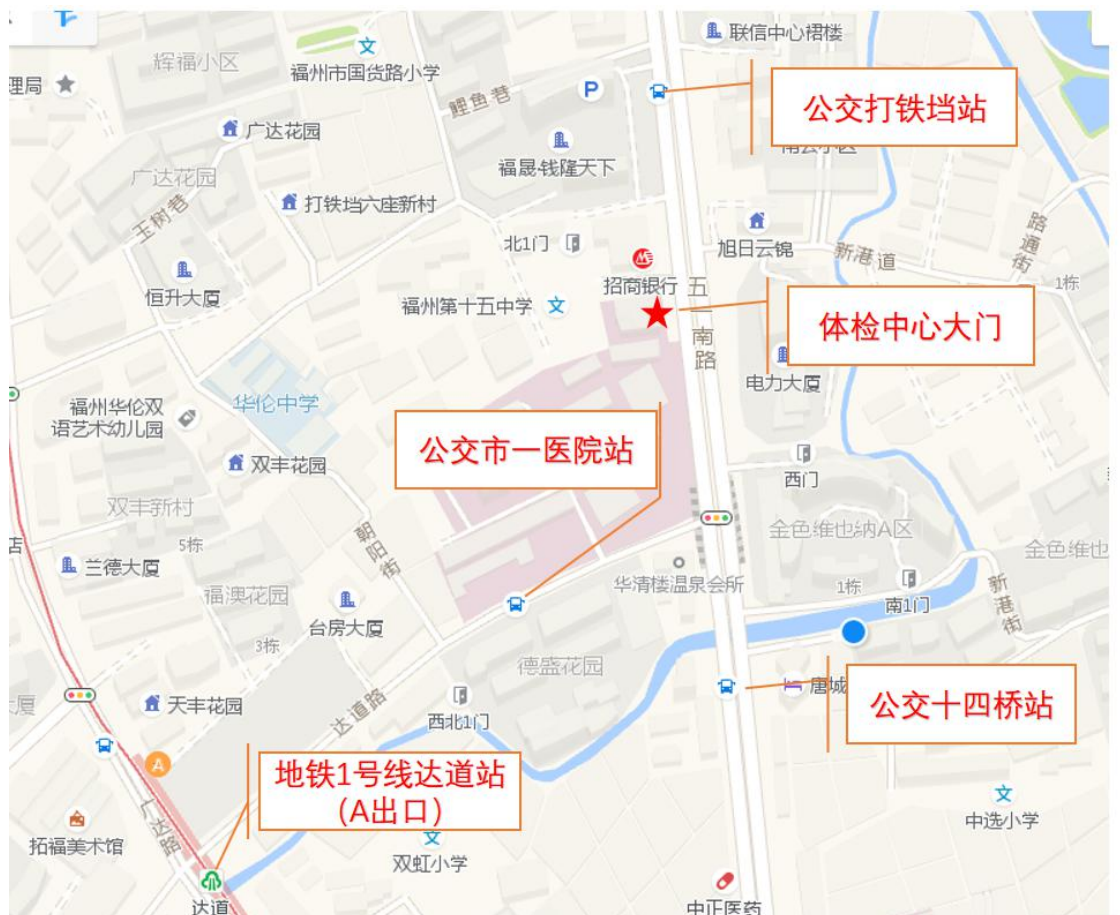 联信中心裙楼
辉福小区
福州市国货路小学
理局
鲤鱼巷
P
公交打铁垱站
广达花园
福晟·钱隆天下
广达花园
打铁垱六座新村
玉树巷
北1门
旭日云锦
新港道
路通街
1栋
恒升大厦
招商银行
福州第十五中学
五一南路
体检中心大门
电力大厦
福州华伦双
语艺术幼儿园
华伦中学
公交市一医院站
双丰花园
西门
双丰新村
5栋
朝阳街
金色维也纳A区
金色维也
店
兰德大厦
华清楼温泉会所
1栋
南1门
新港街
福澳花园
台房大厦
3栋
德盛花园
唐城
公交十四桥站
天丰花园
达道路
西北1门
A
地铁1号线达道站
(A出口)
广达路
拓福美术馆
双虹小学
中选小学
达道
中正医药